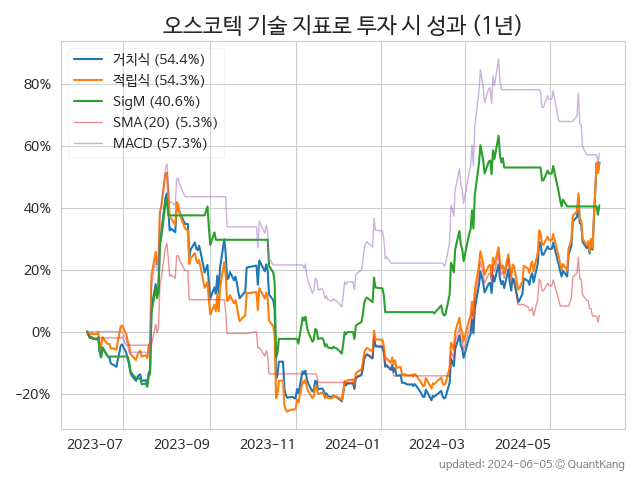 오스코텍 기술 지표로 투자 시 성과 (1년)
거치식 (54.4%)
적립식 (54.3%)
SigM (40.6%)
SMA(20) (5.3%)
MACD (57.3%)
80%
60%
40%
20%
0%
−20%
2023-07 2023-09 2023-11 2024-01 2024-03 2024-05
updated: 2024-06-05 © QuantKang